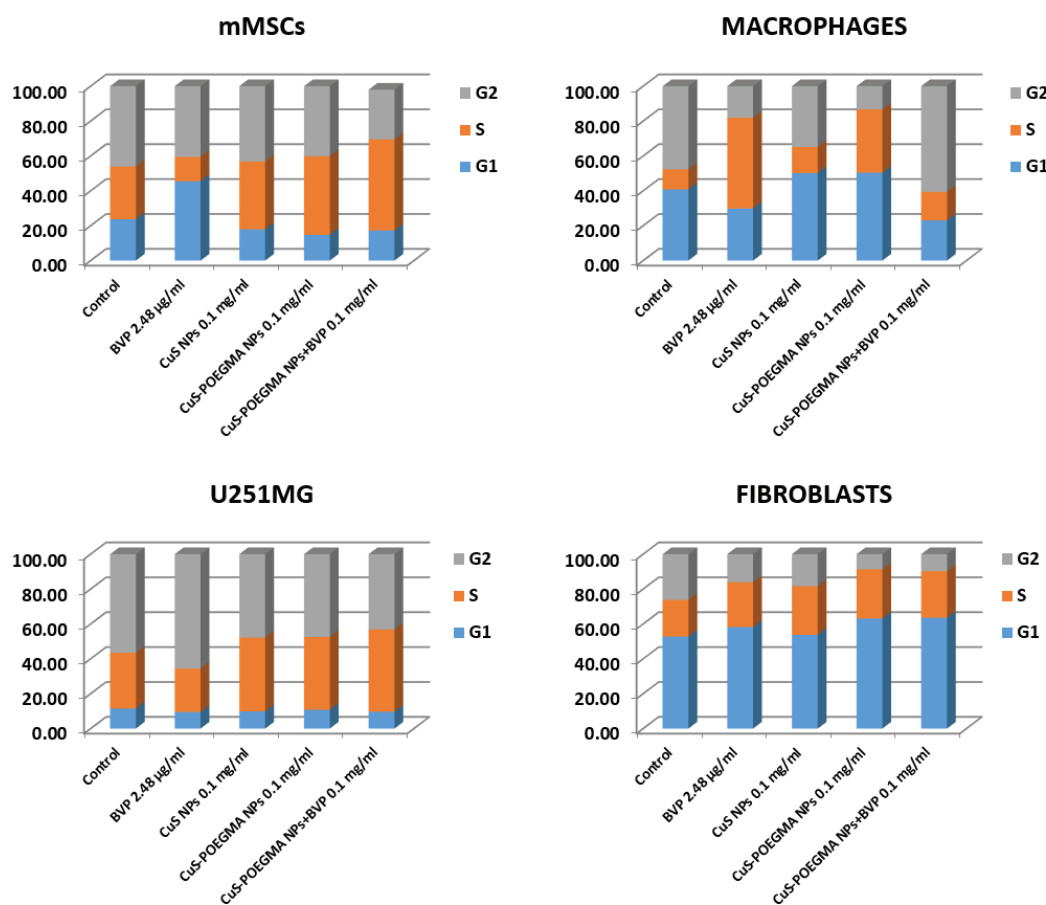 mMSCs
100.00
80.00
60.00
40.00
20.00
0.00
G2
S
G1
Control
BVP 2.48 µg/ml
CuS NPs 0.1 mg/ml
CuS-POEGMA NPs 0.1 mg/ml
CuS-POEGMA NPs+BVP 0.1 mg/ml
MACROPHAGES
100.00
80.00
60.00
40.00
20.00
0.00
G2
S
G1
Control
BVP 2.48 µg/ml
CuS NPs 0.1 mg/ml
CuS-POEGMA NPs 0.1 mg/ml
CuS-POEGMA NPs+BVP 0.1 mg/ml
U251MG
100.00
80.00
60.00
40.00
20.00
0.00
G2
S
G1
Control
BVP 2.48 µg/ml
CuS NPs 0.1 mg/ml
CuS-POEGMA NPs 0.1 mg/ml
CuS-POEGMA NPs+BVP 0.1 mg/ml
FIBROBLASTS
100.00
80.00
60.00
40.00
20.00
0.00
G2
S
G1
Control
BVP 2.48 µg/ml
CuS NPs 0.1 mg/ml
CuS-POEGMA NPs 0.1 mg/ml
CuS-POEGMA NPs+BVP 0.1 mg/ml